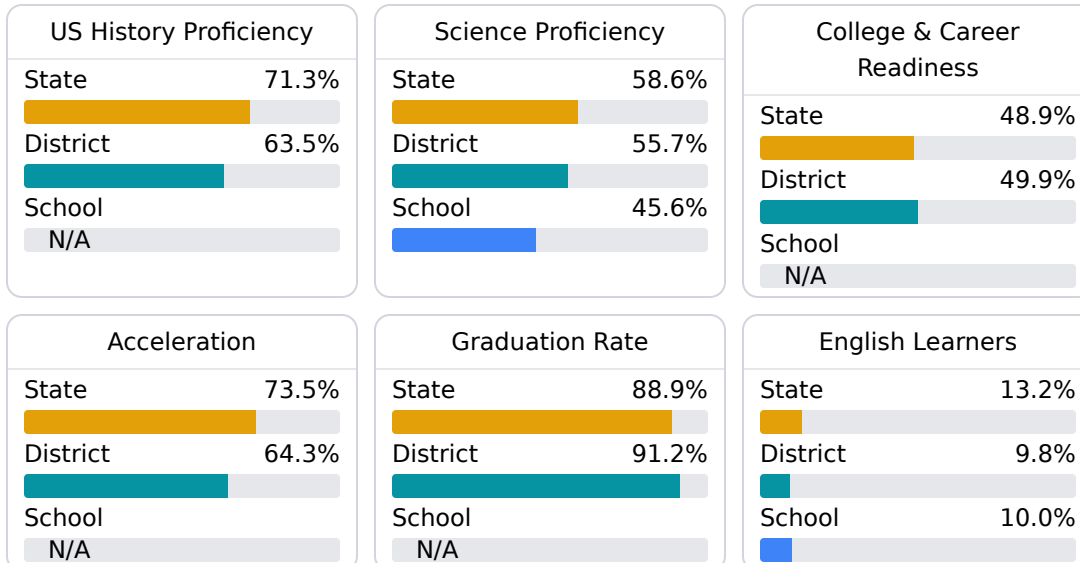 US History Proficiency
State 71.3%
District 63.5%
School
N/A
Science Proficiency
State 58.6%
District 55.7%
School 45.6%
College & Career
Readiness
State 48.9%
District 49.9%
School
N/A
Acceleration
State 73.5%
District 64.3%
School
N/A
Graduation Rate
State 88.9%
District 91.2%
School
N/A
English Learners
State 13.2%
District 9.8%
School 10.0%